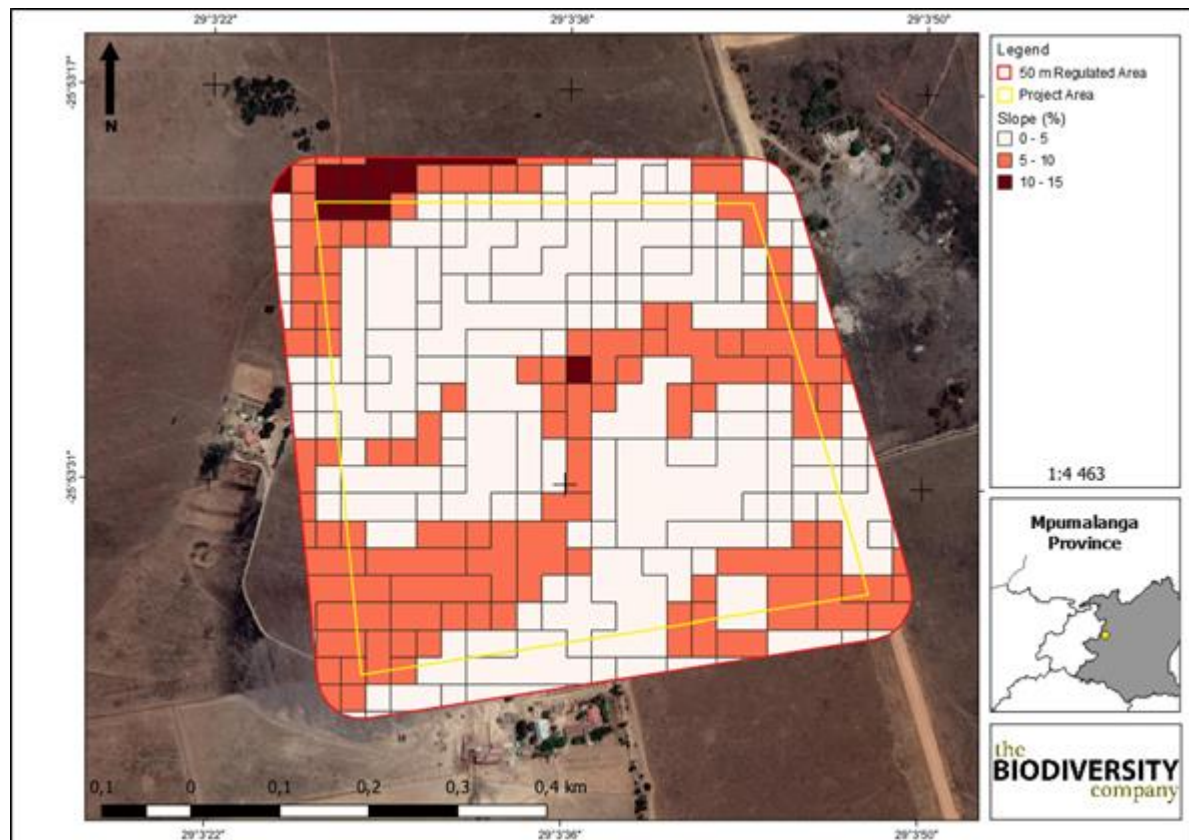 29°3'22"
29°3'36"
29°3'50"
-25°53'17"
-25°53'31"
N
Legend
50 m Regulated Area
Project Area
Slope (%)
0 - 5
5 - 10
10 - 15
1:4 463
Mpumalanga
Province
the
BIODIVERSITY
company
0,1 0 0,1 0,2 0,3 0,4 km
29°3'22"
29°3'36"
29°3'50"